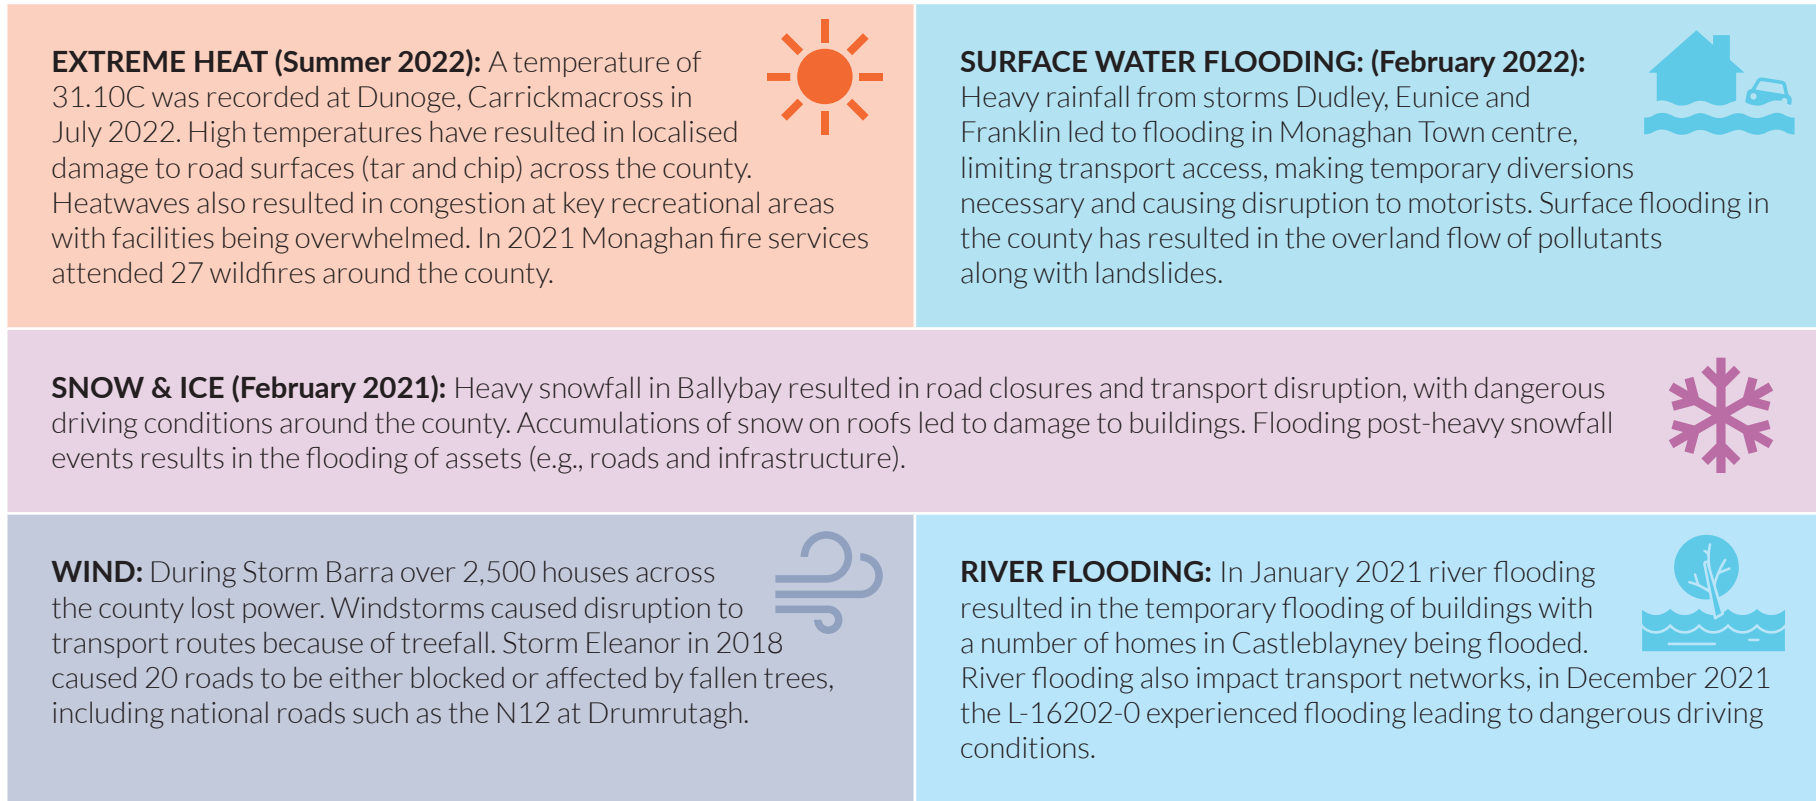 EXTREME HEAT (Summer 2022): A temperature of
31.10C was recorded at Dunoge, Carrickmacross in
July 2022. High temperatures have resulted in localised
damage to road surfaces (tar and chip) across the county.
Heatwaves also resulted in congestion at key recreational areas
with facilities being overwhelmed. In 2021 Monaghan fire services
attended 27 wildfires around the county.
SURFACE WATER FLOODING: (February 2022):
Heavy rainfall from storms Dudley, Eunice and
Franklin led to flooding in Monaghan Town centre,
limiting transport access, making temporary diversions
necessary and causing disruption to motorists. Surface flooding in
the county has resulted in the overland flow of pollutants
along with landslides.
SNOW & ICE (February 2021): Heavy snowfall in Ballybay resulted in road closures and transport disruption, with dangerous
driving conditions around the county. Accumulations of snow on roofs led to damage to buildings. Flooding post-heavy snowfall
events results in the flooding of assets (e.g., roads and infrastructure).
WIND: During Storm Barra over 2,500 houses across
the county lost power. Windstorms caused disruption to
transport routes because of treefall. Storm Eleanor in 2018
caused 20 roads to be either blocked or affected by fallen trees,
including national roads such as the N12 at Drumrutagh.
RIVER FLOODING: In January 2021 river flooding
resulted in the temporary flooding of buildings with
a number of homes in Castleblayney being flooded.
River flooding also impact transport networks, in December 2021
the L-16202-0 experienced flooding leading to dangerous driving
conditions.